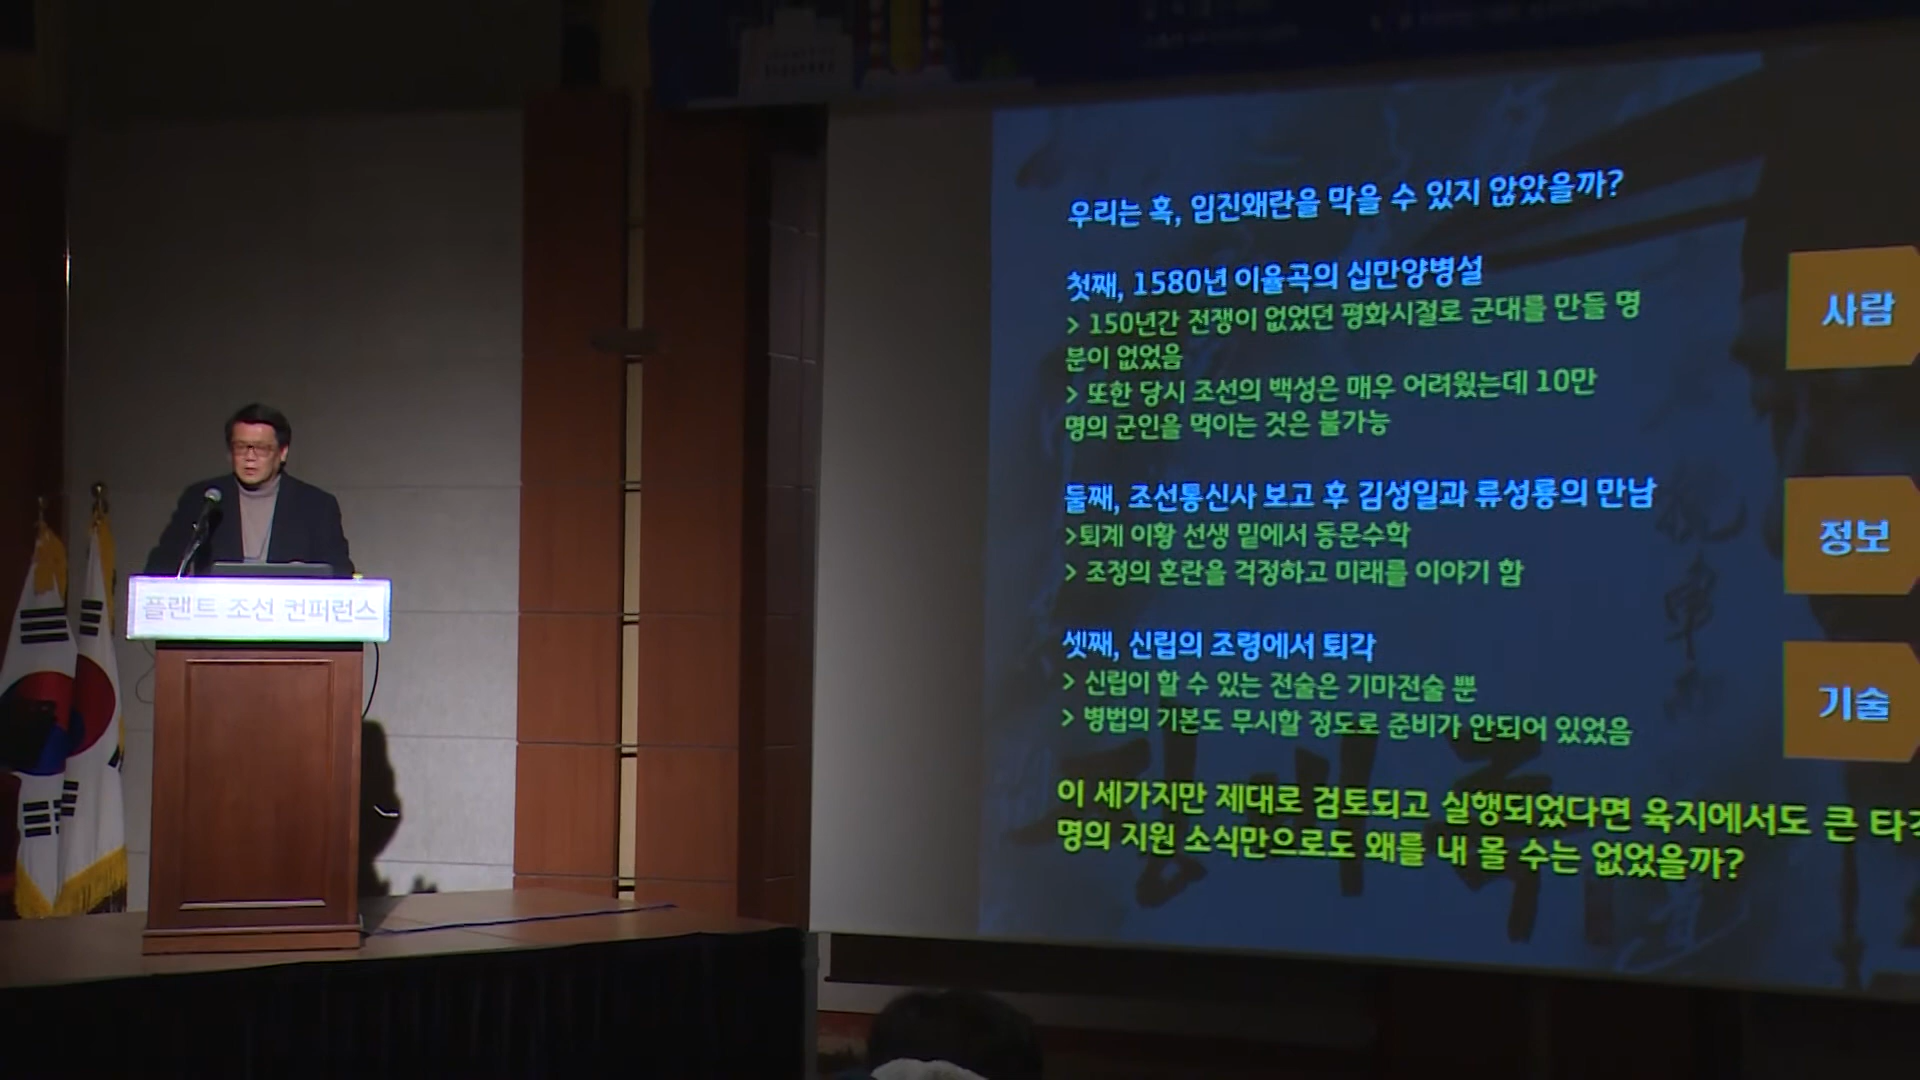 플랜트 조선 컨퍼런스
우리는 혹, 임진왜란을 막을 수 있지 않았을까?
첫째, 1580년 이율곡의 십만양병설
> 150년간 전쟁이 없었던 평화시절로 군대를 만들 명
분이 없었음
> 또한 당시 조선의 백성은 매우 어려웠는데 10만
명의 군인을 먹이는 것은 불가능
사람
둘째, 조선통신사 보고 후 김성일과 류성룡의 만남
>퇴계 이황 선생 밑에서 동문수학
> 조정의 혼란을 걱정하고 미래를 이야기 함
정보
셋째, 신립의 조령에서 퇴각
> 신립이 할 수 있는 전술은 기마전술 뿐
> 병법의 기본도 무시할 정도로 준비가 안되어 있었음
기술
이 세가지만 제대로 검토되고 실행되었다면 육지에서도 큰
명의 지원 소식만으로도 왜를 내 몰 수는 없었을까?
징비록